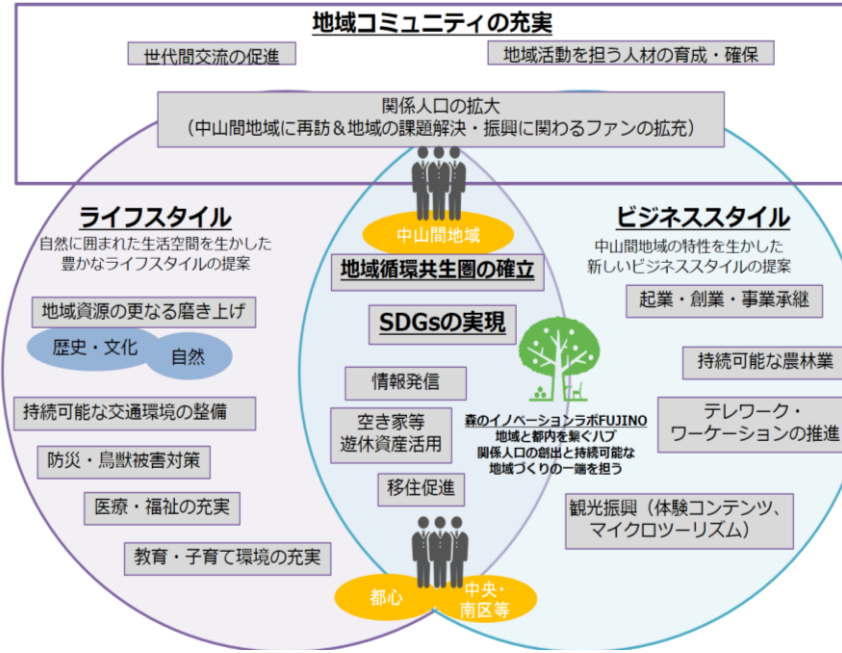 地域コミュニティの充実
世代間交流の促進
地域活動を担う人材の育成・確保
関係人口の拡大
（中山間地域に再訪＆地域の課題解決・振興に関わるファンの拡充）
ライフスタイル
自然に囲まれた生活空間を生かした
豊かなライフスタイルの提案
地域資源の更なる磨き上げ
歴史・文化
自然
持続可能な交通環境の整備
防災・鳥獣被害対策
医療・福祉の充実
教育・子育て環境の充実
中山間地域
地域循環共生圏の確立
SDGsの実現
情報発信
空き家等
遊休資産活用
移住促進
都心
中央・
南区等
森のイノベーションラボFUJINO
地域と都内を繋ぐハブ
関係人口の創出と持続可能な
地域づくりの一端を担う
ビジネススタイル
中山間地域の特性を生かした
新しいビジネススタイルの提案
起業・創業・事業承継
持続可能な農林業
テレワーク・
ワーケーションの推進
観光振興（体験コンテンツ、
マイクロツーリズム）